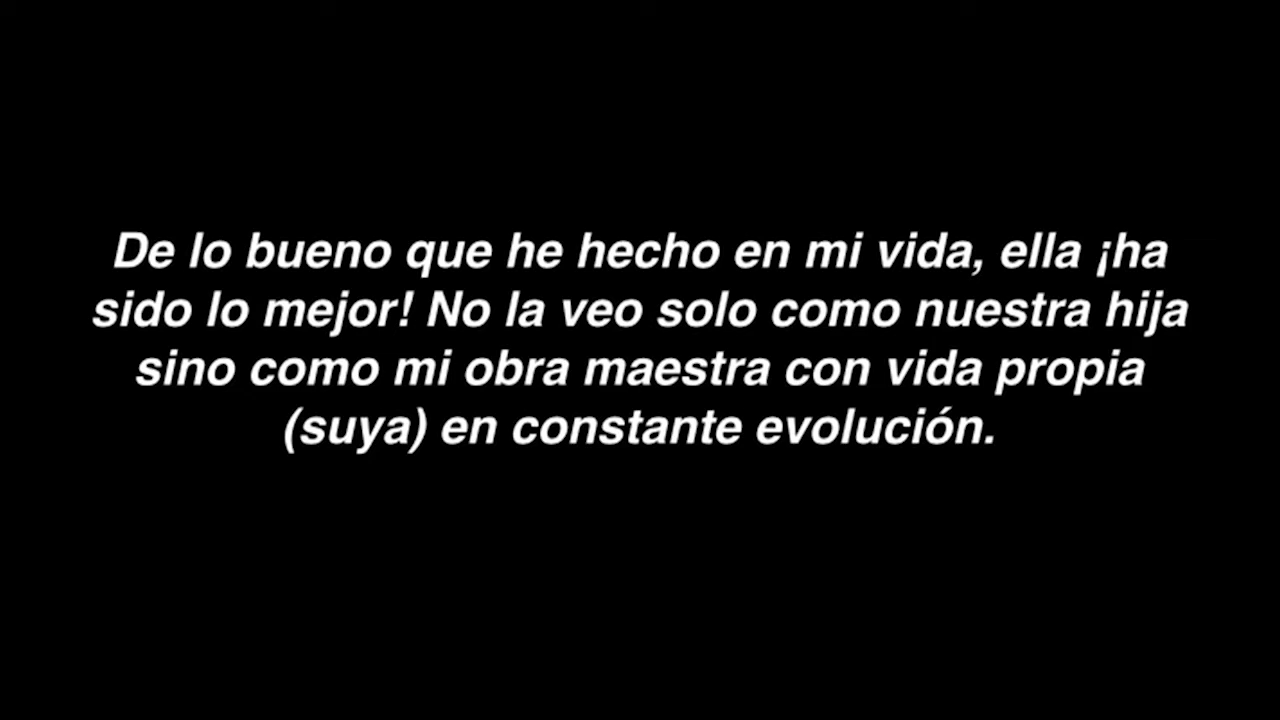 De lo bueno que he hecho en mi vida, ella ¡ha
sido lo mejor! No la veo solo como nuestra hija
sino como mi obra maestra con vida propia
(suya) en constante evolución.